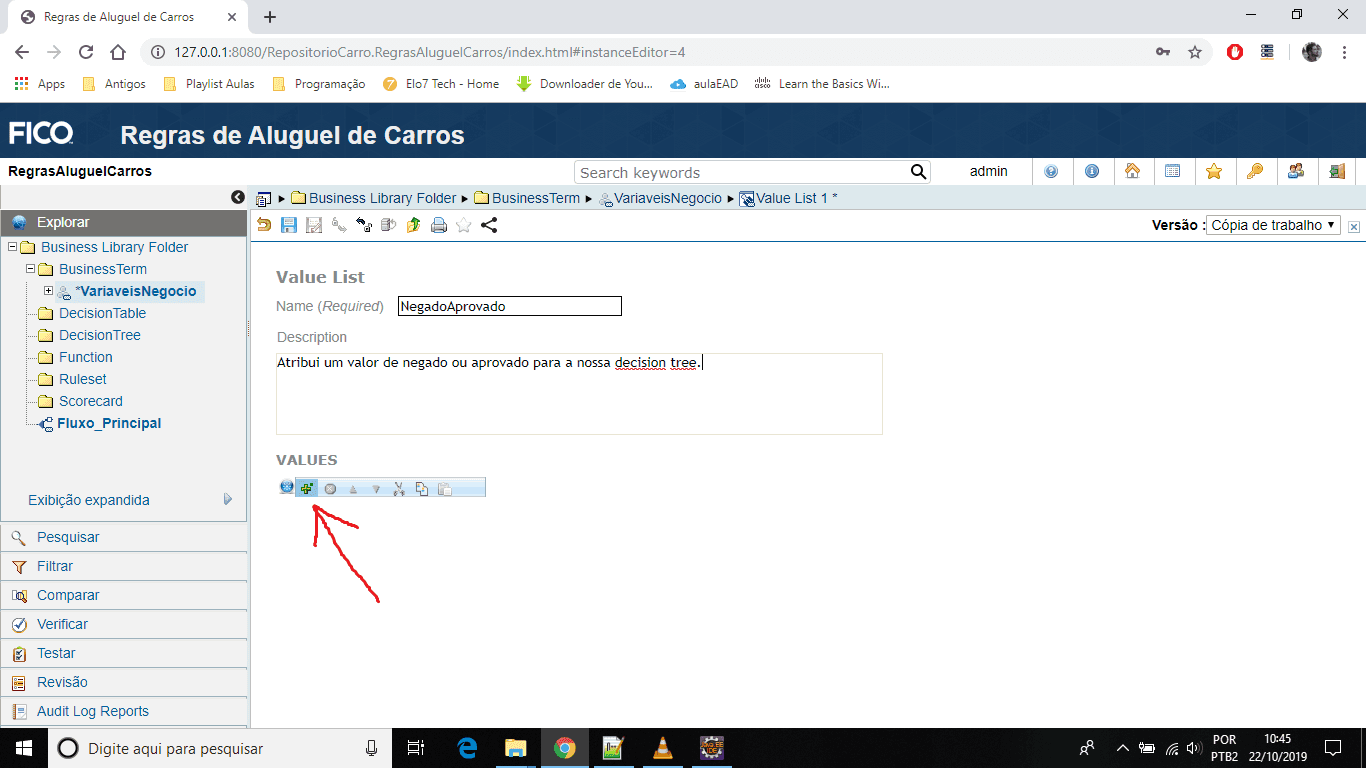 Regras de Aluguel de Carros
127.0.0.1:8080/RepositorioCarro.RegrasAluguelCarros/index.html#instanceEditor=4
Apps Antigos Playlist Aulas Programação Elo7 Tech - Home Downloader de You... aulaEAD Learn the Basics Wi...
FICO Regras de Aluguel de Carros
RegrasAluguelCarros Search keywords admin
Business Library Folder BusinessTerm VariaveisNegocio Value List 1 *
Explorar
Versão : Cópia de trabalho
Business Library Folder
BusinessTerm
*VariaveisNegocio
DecisionTable
DecisionTree
Function
Ruleset
Scorecard
Fluxo_Principal
Exibição expandida
Pesquisar
Filtrar
Comparar
Verificar
Testar
Revisão
Audit Log Reports
Value List
Name (Required) NegadoAprovado
Description
Atribui um valor de negado ou aprovado para a nossa decision tree.
VALUES
Digite aqui para pesquisar
POR 10:45
PTB2 22/10/2019